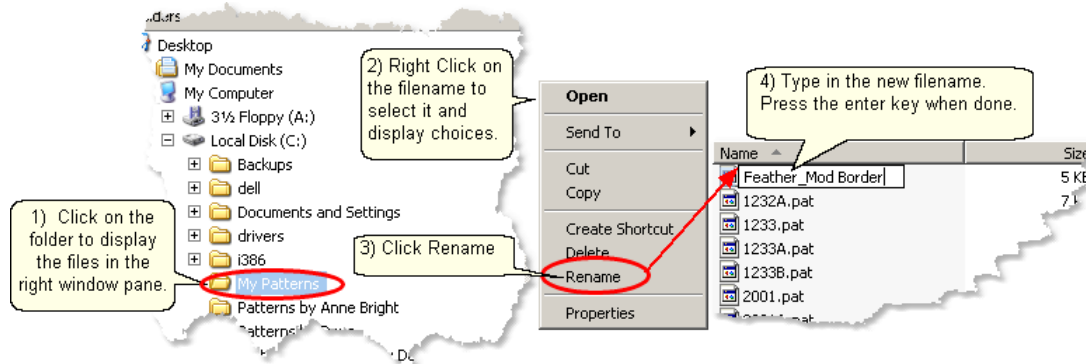 Desktop
My Documents
My Computer
3½ Floppy (A:)
Local Disk (C:)
Backups
dell
Documents and Settings
drivers
i386
My Patterns
Patterns by Anne Bright
1) Click on the
folder to display
the files in the
right window pane.
2) Right Click on
the filename to
select it and
display choices.
3) Click Rename
Open
Send To
Cut
Copy
Create Shortcut
Delete
Rename
Properties
4) Type in the new filename.
Press the enter key when done.
Name Size
Feather_Mod Border 5 KB
1232A.pat 7
1233.pat
1233A.pat
1233B.pat
2001.pat